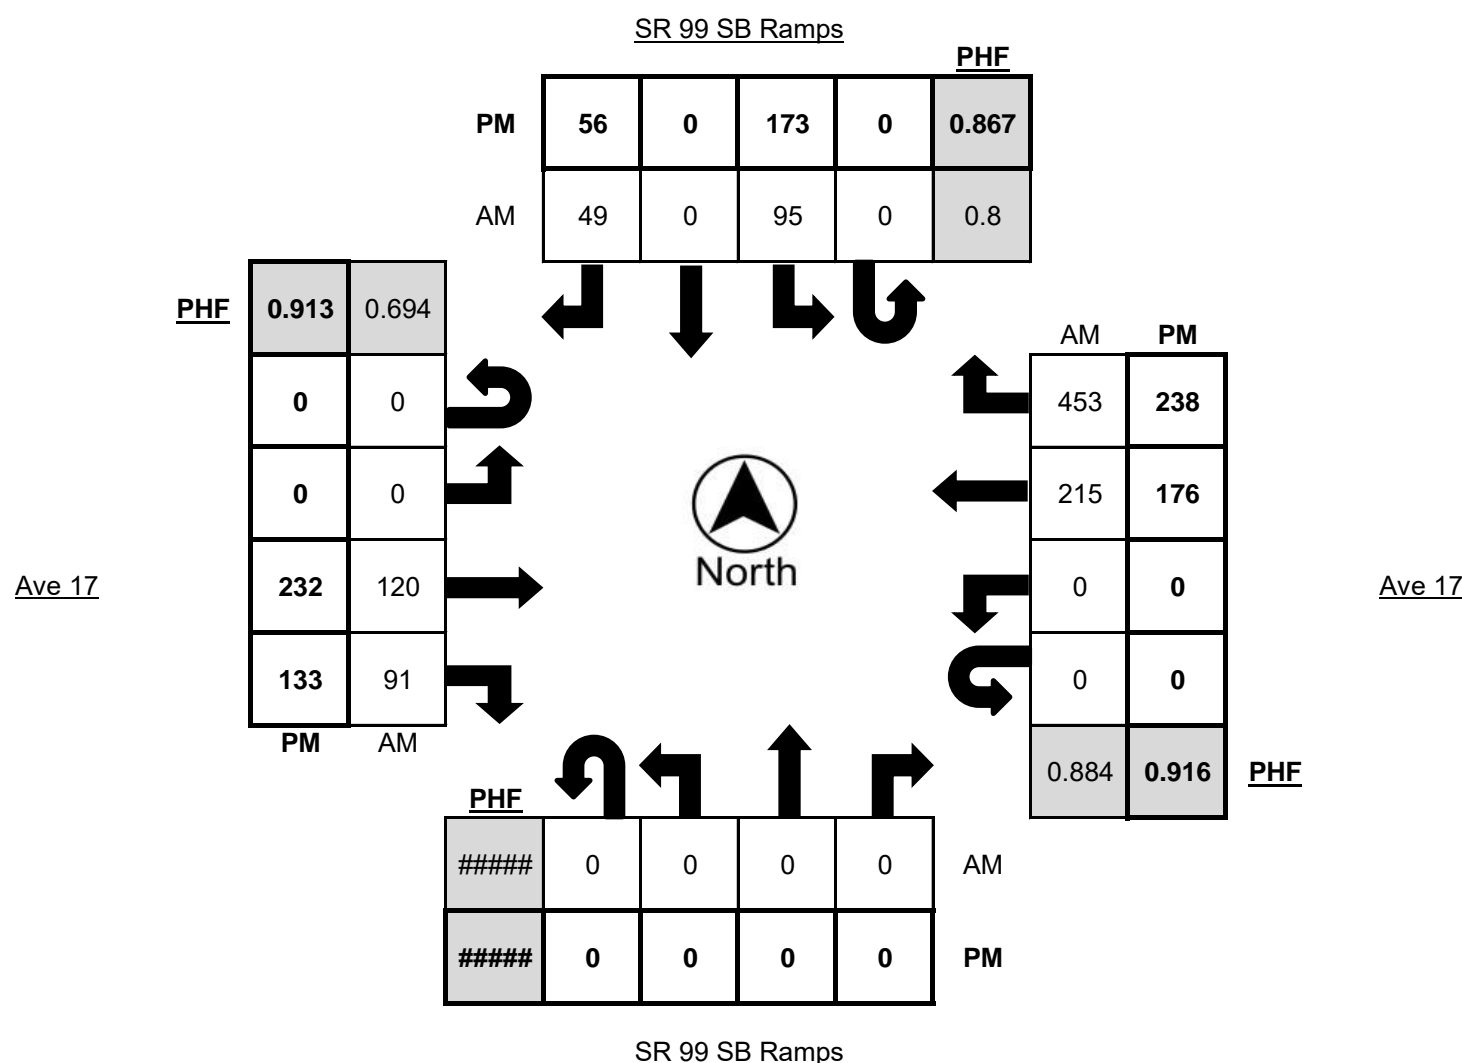 SR 99 SB Ramps
PHF
PM 56 0 173 0 0.867
AM 49 0 95 0 0.8
PHF 0.913 0.694
AM PM
0 0
453 238
0 0
215 176
North
Ave 17
232 120
0 0
Ave 17
133 91
0 0
PM AM
0.884 0.916 PHF
PHF
##### 0 0 0 0 AM
##### 0 0 0 0 PM
SR 99 SB Ramps